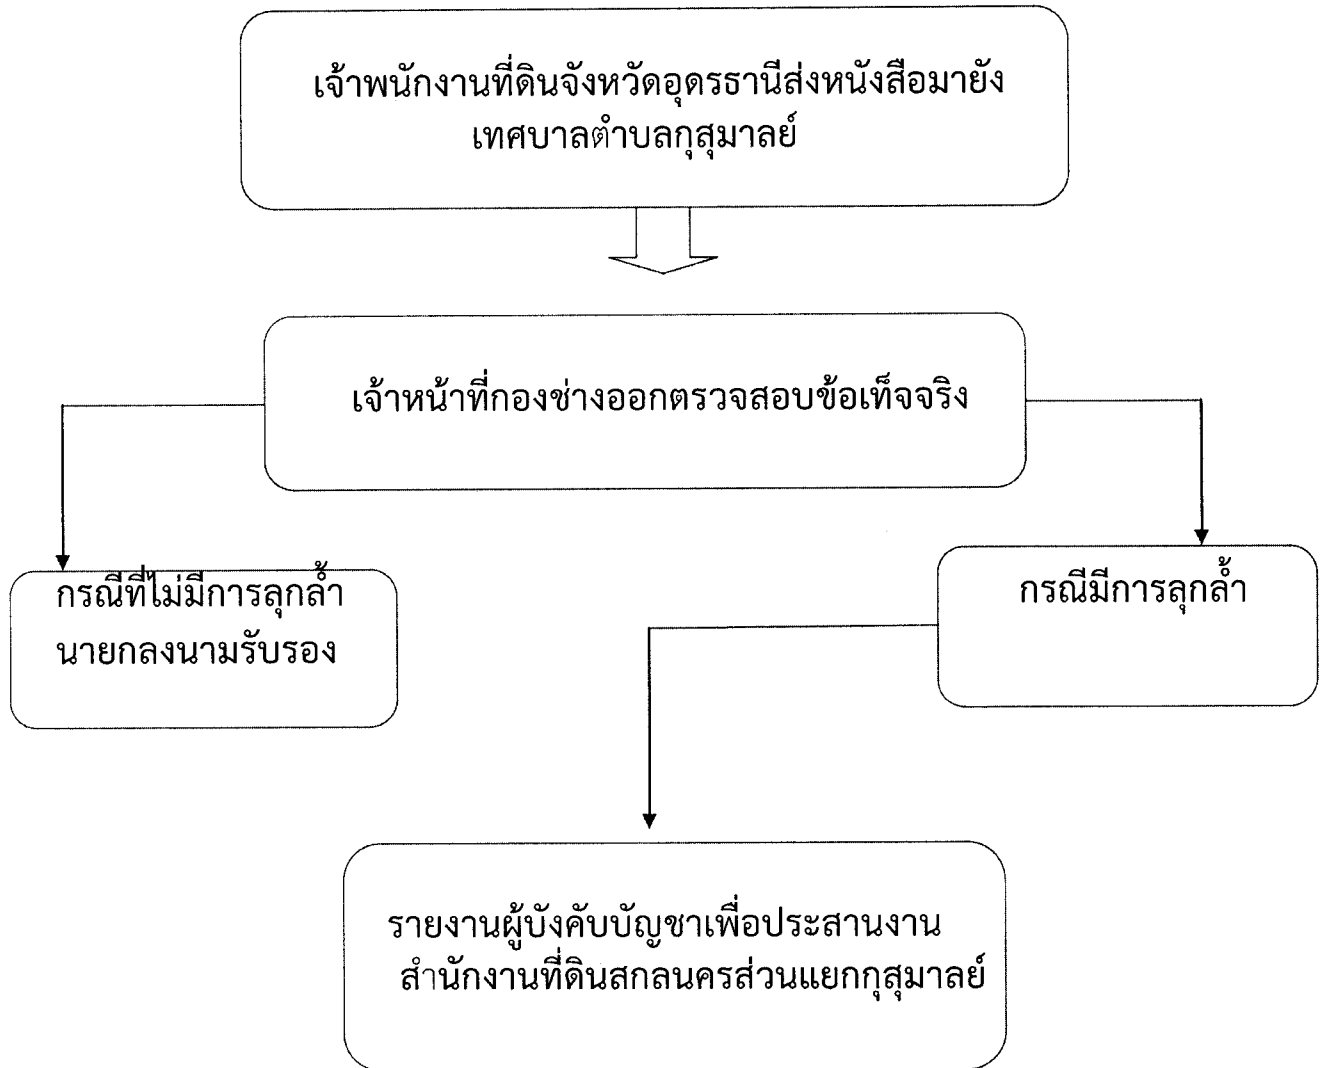 เจ้าพนักงานที่ดินจังหวัดอุดรธานีส่งหนังสือมายัง
เทศบาลตำบลกุสุมาลย์
เจ้าหน้าที่กองช่างออกตรวจสอบข้อเท็จจริง
กรณีที่ไม่มีการลุกล้ำ
นายกลงนามรับรอง
กรณีมีการลุกล้ำ
รายงานผู้บังคับบัญชาเพื่อประสานงาน
สำนักงานที่ดินสกลนครส่วนแยกกุสุมาลย์